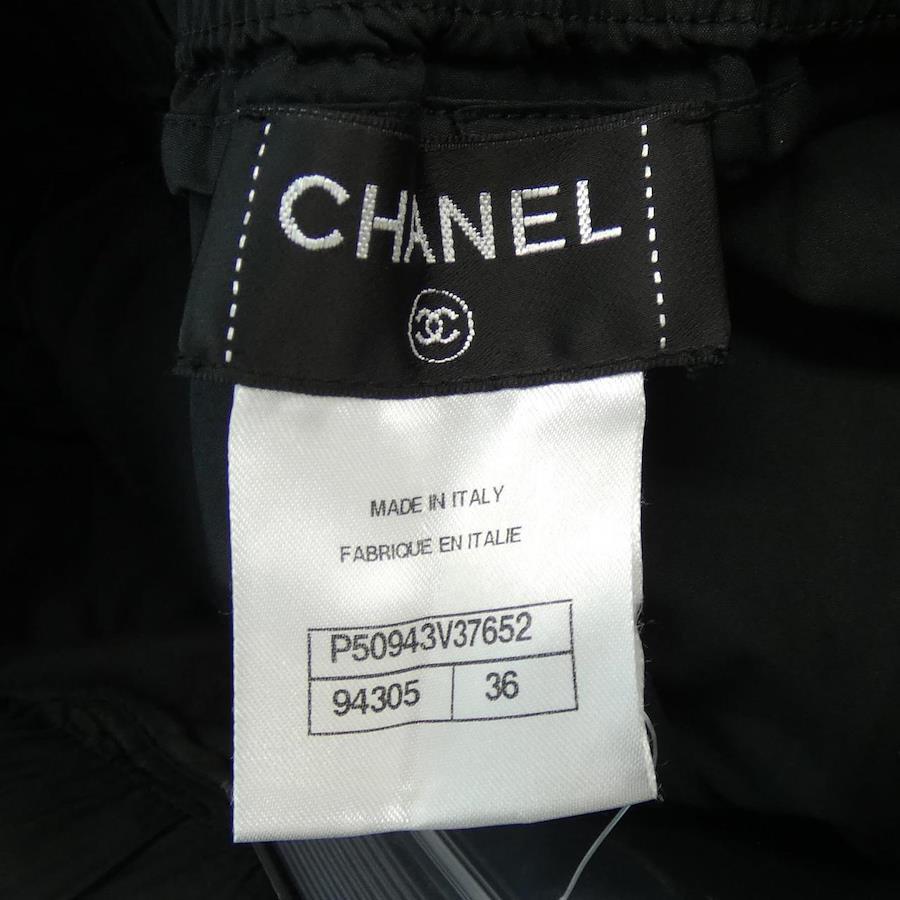 CHANEL
MADE IN ITALY
FABRIQUE EN ITALIE
P50943V37652
94305 36